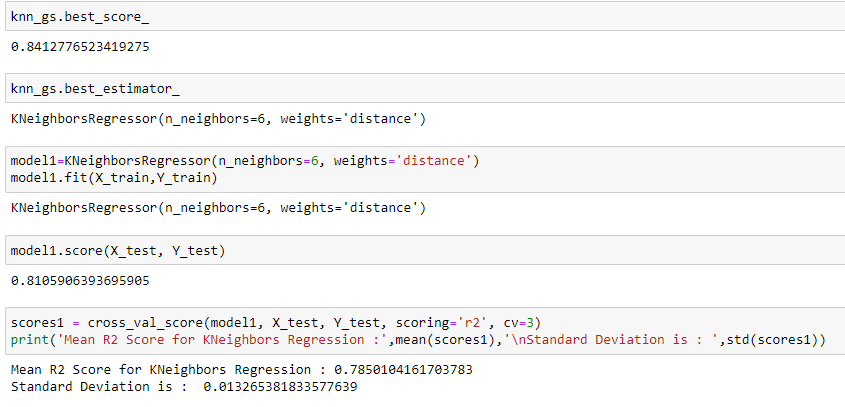 knn_gs.best_score_
0.8412776523419275
knn_gs.best_estimator_
KNeighborsRegressor(n_neighbors=6, weights='distance')
model1=KNeighborsRegressor(n_neighbors=6, weights='distance')
model1.fit(X_train,Y_train)
KNeighborsRegressor(n_neighbors=6, weights='distance')
model1.score(X_test, Y_test)
0.8105906393695905
scores1 = cross_val_score(model1, X_test, Y_test, scoring='r2', cv=3)
print('Mean R2 Score for KNeighbors Regression :',mean(scores1),'\nStandard Deviation is : ',std(scores1))
Mean R2 Score for KNeighbors Regression : 0.7850104161703783
Standard Deviation is :  0.013265381833577639